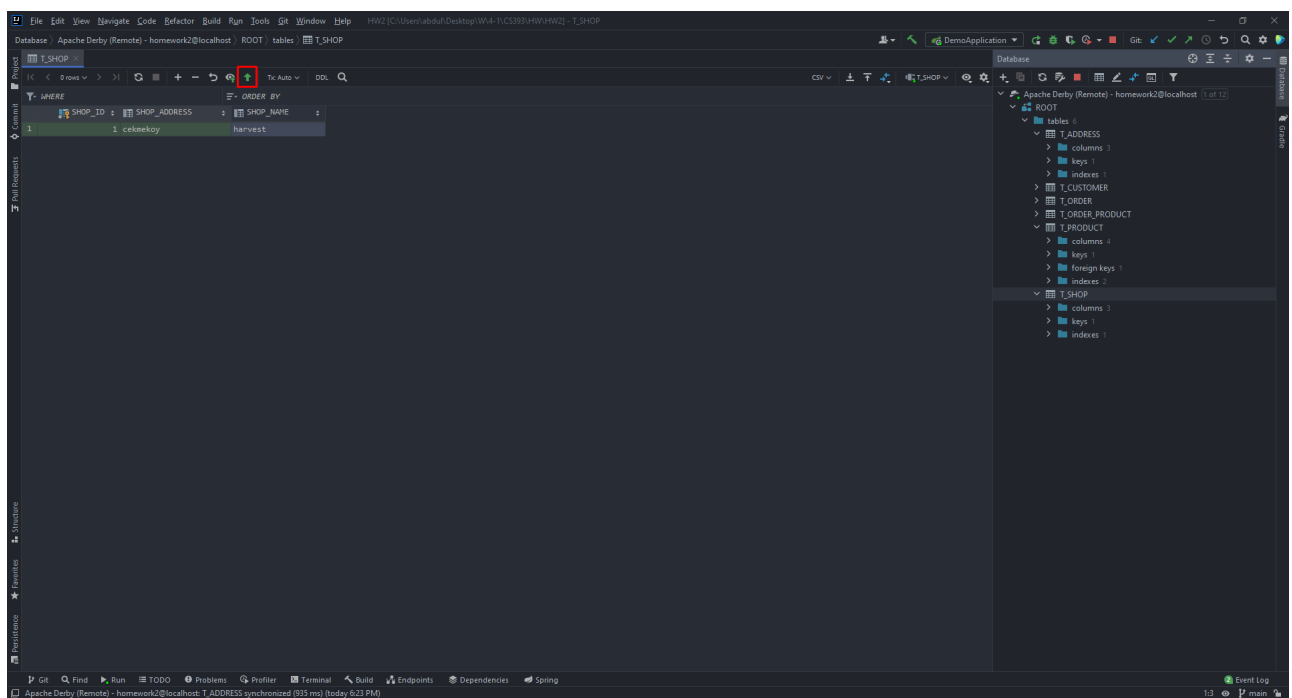 File Edit View Navigate Code Refactor Build Run Tools Git Window Help HW2 [C:\Users\abdul\Desktop\W\4-1\CS393\HW\HW2] - T_SHOP
Database Apache Derby (Remote) - homework2@localhost ROOT tables T_SHOP
DemoApplication Git:
T_SHOP
Database
0 rows Tx: Auto DDL CSV T_SHOP
WHERE ORDER BY
SHOP_ID SHOP_ADDRESS SHOP_NAME
1 1 cekmekoy harvest
Apache Derby (Remote) - homework2@localhost 1 of 12
ROOT
tables 6
T_ADDRESS
columns 3
keys 1
indexes 1
T_CUSTOMER
T_ORDER
T_ORDER_PRODUCT
T_PRODUCT
columns 4
keys 1
foreign keys 1
indexes 2
T_SHOP
columns 3
keys 1
indexes 1
Project
Commit
Pull Requests
Structure
Favorites
Persistence
Database
Gradle
Git Find Run TODO Problems Profiler Terminal Build Endpoints Dependencies Spring 2 Event Log
Apache Derby (Remote) - homework2@localhost: T_ADDRESS synchronized (935 ms) (today 6:23 PM) 1:3 main